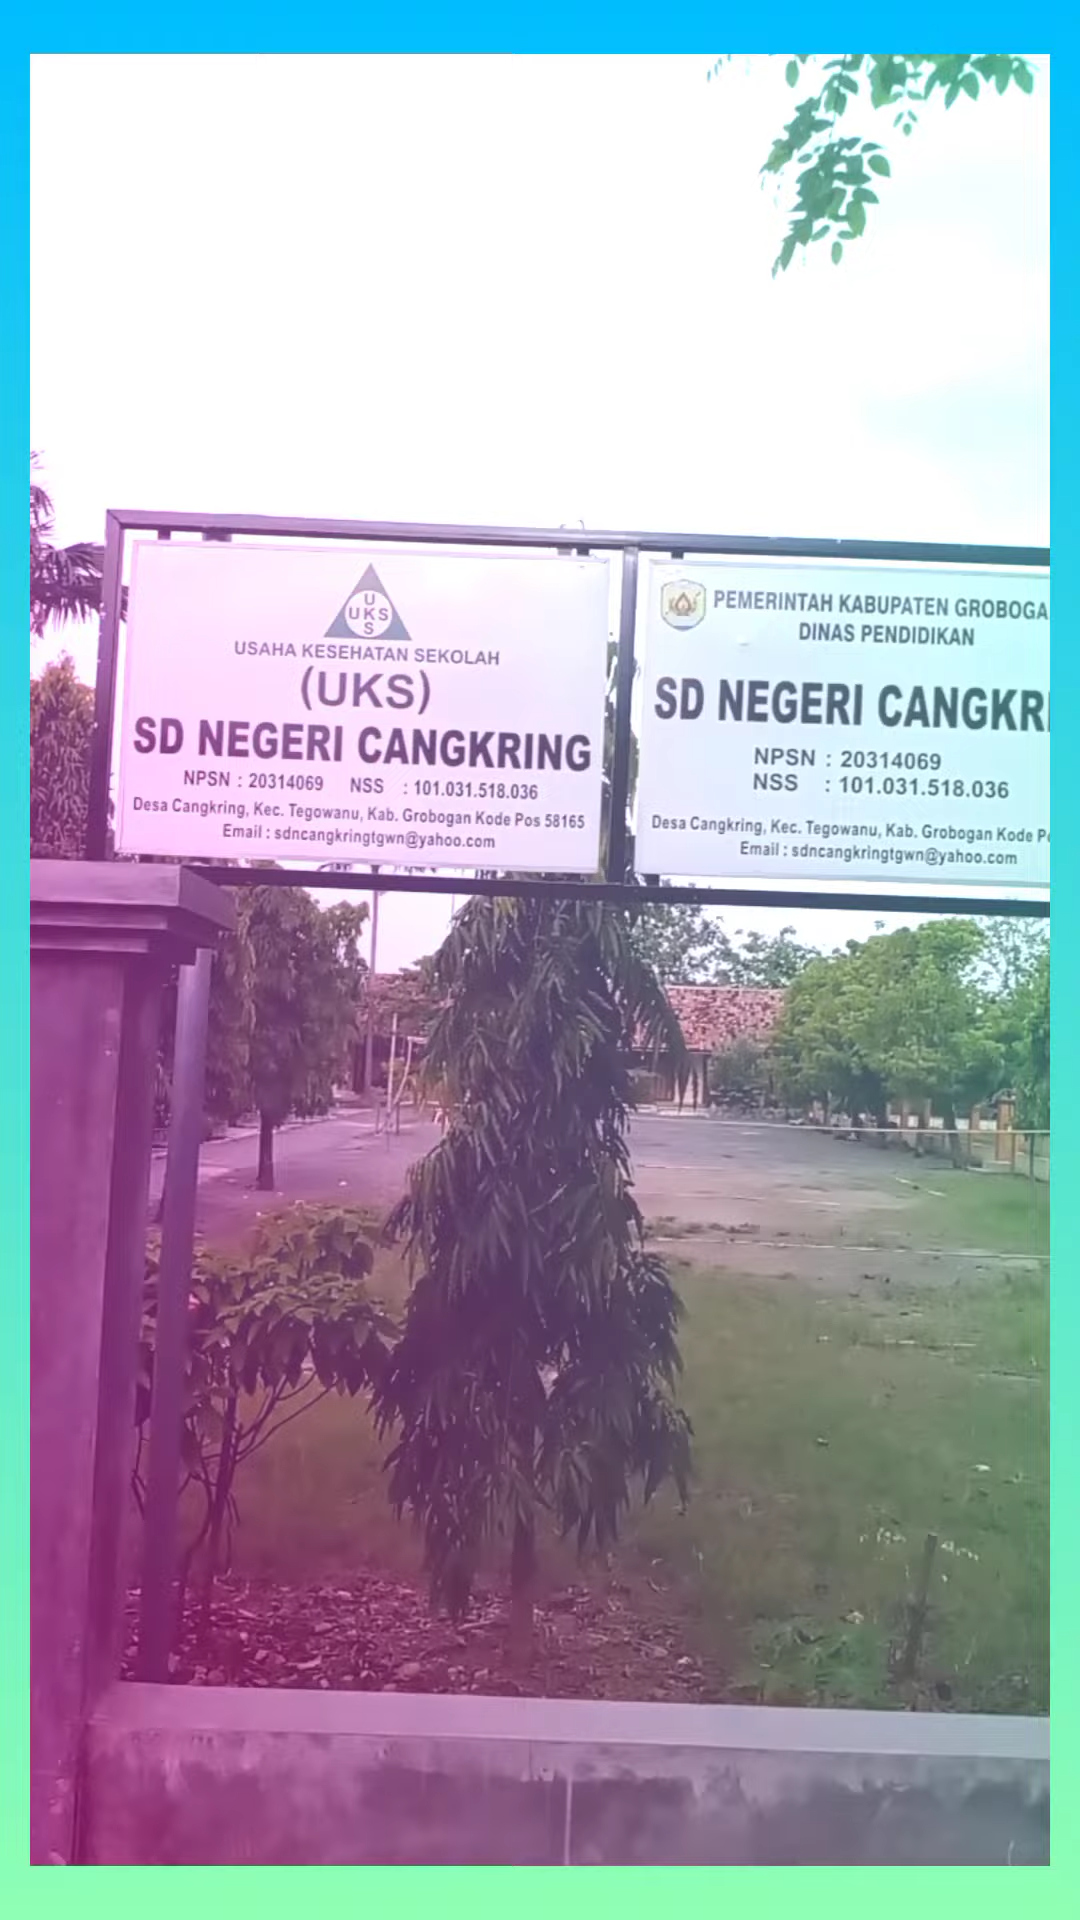 U
UKS
S
USAHA KESEHATAN SEKOLAH
(UKS)
SD NEGERI CANGKRING
NPSN : 20314069 NSS : 101.031.518.036
Desa Cangkring, Kec. Tegowanu, Kab. Grobogan Kode Pos 58165
Email : sdncangkringtgwn@yahoo.com
PEMERINTAH KABUPATEN GROBOGA
DINAS PENDIDIKAN
SD NEGERI CANGKRI
NPSN : 20314069
NSS : 101.031.518.036
Desa Cangkring, Kec. Tegowanu, Kab. Grobogan Kode Po
Email : sdncangkringtgwn@yahoo.com